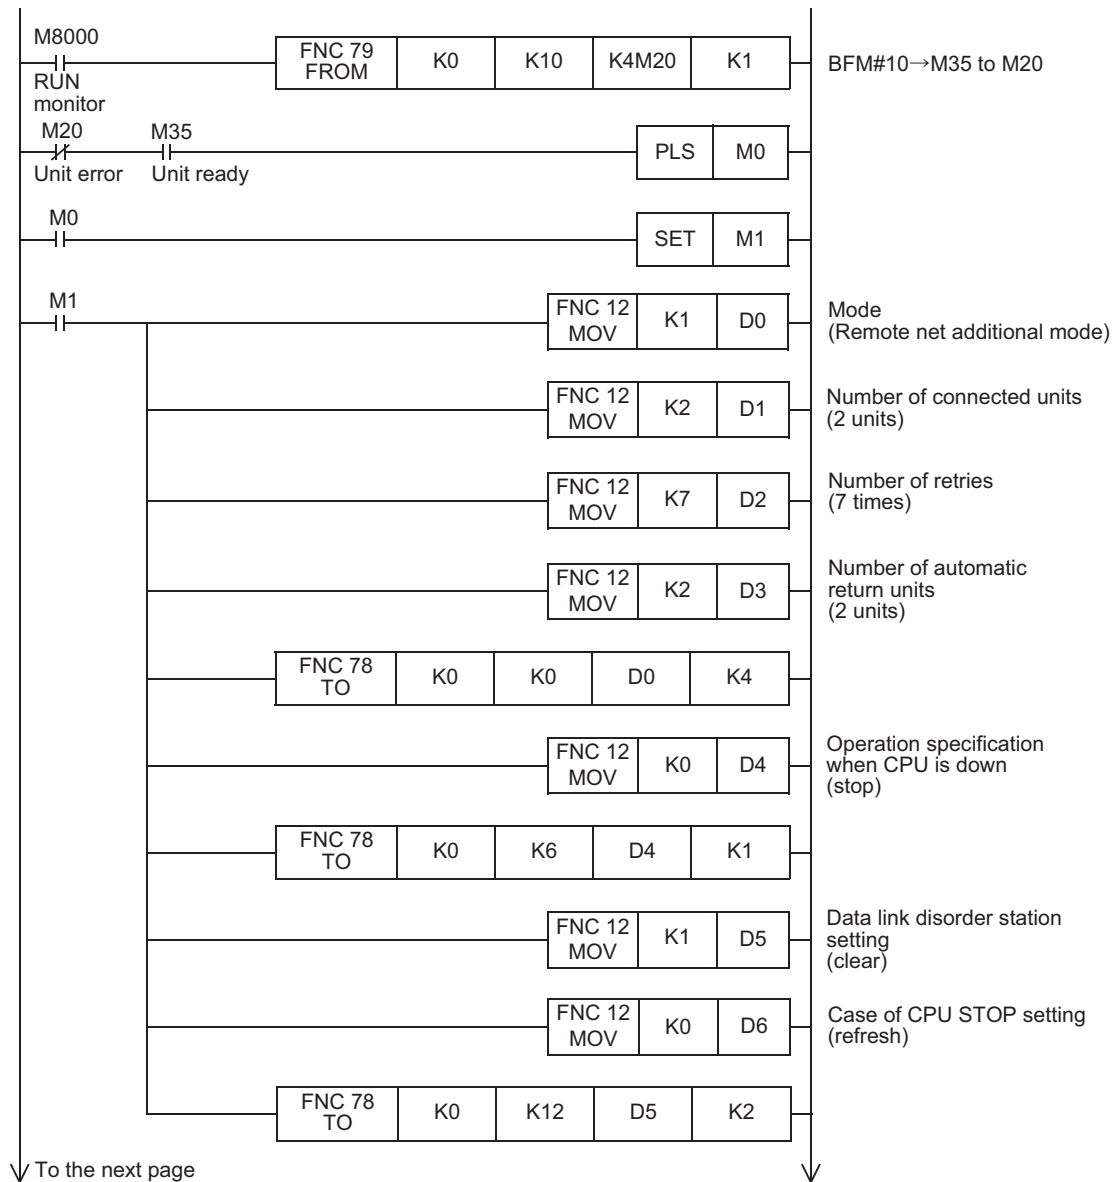 M8000
RUN
monitor
FNC 79
FROM
K0
K10
K4M20
K1
BFM#10→M35 to M20
M20
Unit error
M35
Unit ready
PLS
M0
M0
SET
M1
M1
FNC 12
MOV
K1
D0
Mode
(Remote net additional mode)
FNC 12
MOV
K2
D1
Number of connected units
(2 units)
FNC 12
MOV
K7
D2
Number of retries
(7 times)
FNC 12
MOV
K2
D3
Number of automatic
return units
(2 units)
FNC 78
TO
K0
K0
D0
K4
FNC 12
MOV
K0
D4
Operation specification
when CPU is down
(stop)
FNC 78
TO
K0
K6
D4
K1
FNC 12
MOV
K1
D5
Data link disorder station
setting
(clear)
FNC 12
MOV
K0
D6
Case of CPU STOP setting
(refresh)
FNC 78
TO
K0
K12
D5
K2
To the next page